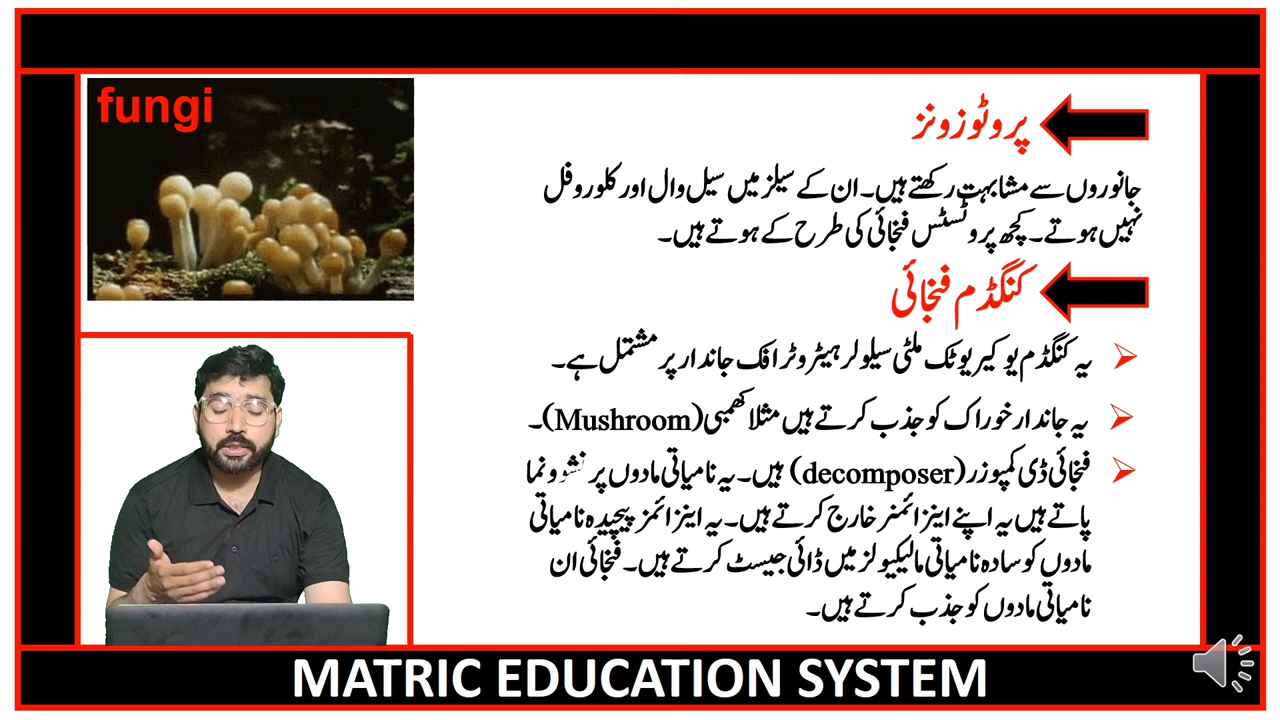 fungi
پروٹوزونز
جانوروں سے مشابہت رکھتے ہیں۔ ان کے سیلز میں سیل وال اور کلوروفل
نہیں ہوتے۔ کچھ پروٹسٹس فنجائی کی طرح کے ہوتے ہیں۔
کنگڈم فنجائی
یہ کنگڈم یوکیریوٹک ملٹی سیلولر ہیٹروٹرافک جاندار پر مشتمل ہے۔
یہ جاندار خوراک کو جذب کرتے ہیں مثلا کھمبی (Mushroom)۔
فنجائی ڈی کمپوزر (decomposer) ہیں۔ یہ نامیاتی مادوں پر نشوونما
پاتے ہیں یہ اپنے اینزائمنر خارج کرتے ہیں۔ یہ اینزائمز پیچیدہ نامیاتی
مادوں کو سادہ نامیاتی مالیکیولز میں ڈائی جیسٹ کرتے ہیں۔ فنجائی ان
نامیاتی مادوں کو جذب کرتے ہیں۔
MATRIC EDUCATION SYSTEM